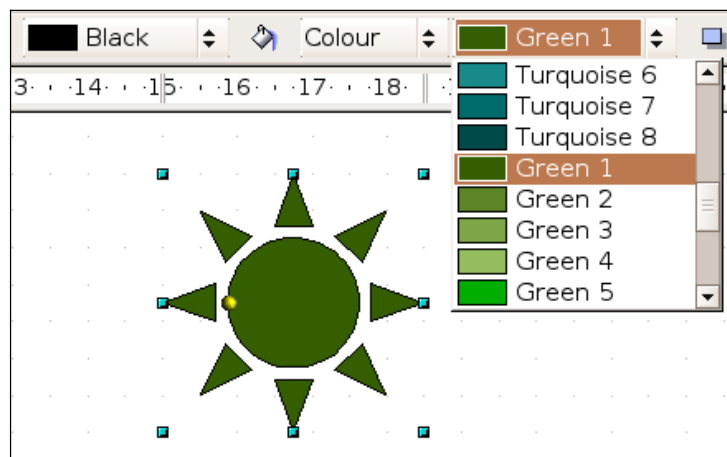 Black Colour Green 1
3 14 15 16 17 18
Turquoise 6
Turquoise 7
Turquoise 8
Green 1
Green 2
Green 3
Green 4
Green 5